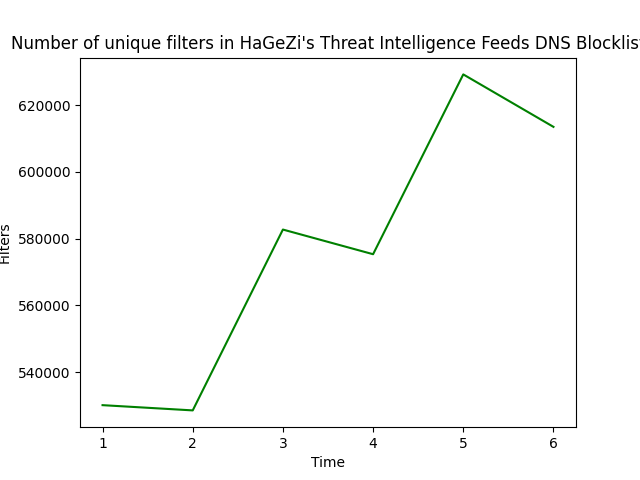 Number of unique filters in HaGeZi's Threat Intelligence Feeds DNS Blocklis
620000
600000
580000
560000
540000
Filters
1 2 3 4 5 6
Time